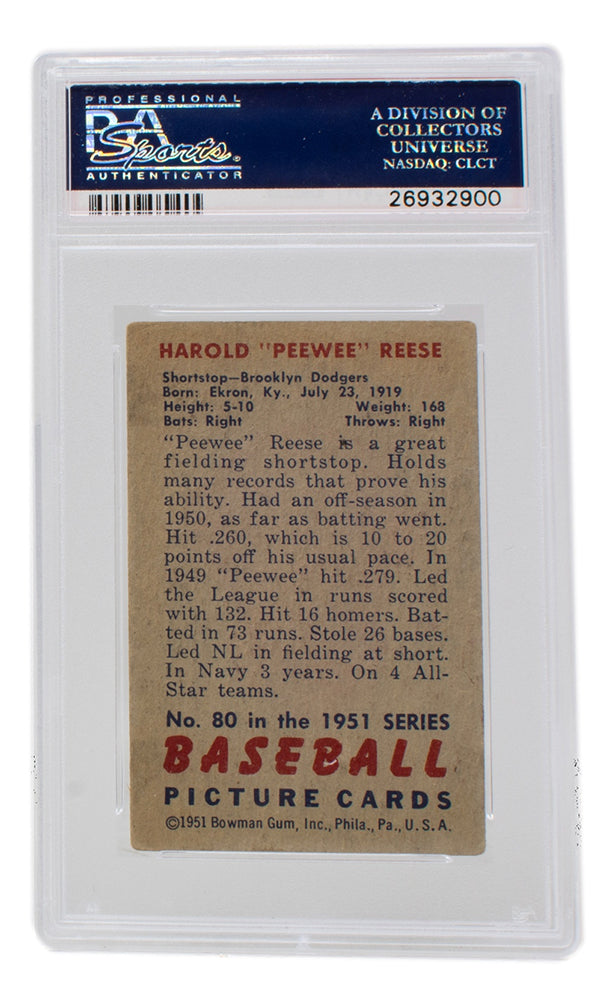 PROFESSIONAL
PSA
Sports
AUTHENTICATOR
A DIVISION OF
COLLECTORS
UNIVERSE
NASDAQ: CLCT
26932900
HAROLD "PEEWEE" REESE
Shortstop—Brooklyn Dodgers
Born: Ekron, Ky., July 23, 1919
Height: 5-10 Weight: 168
Bats: Right Throws: Right
"Peewee" Reese is a great
fielding shortstop. Holds
many records that prove his
ability. Had an off-season in
1950, as far as batting went.
Hit .260, which is 10 to 20
points off his usual pace. In
1949 "Peewee" hit .279. Led
the League in runs scored
with 132. Hit 16 homers. Bat-
ted in 73 runs. Stole 26 bases.
Led NL in fielding at short.
In Navy 3 years. On 4 All-
Star teams.
No. 80 in the 1951 SERIES
BASEBALL
PICTURE CARDS
©1951 Bowman Gum, Inc., Phila., Pa., U.S.A.
PSA